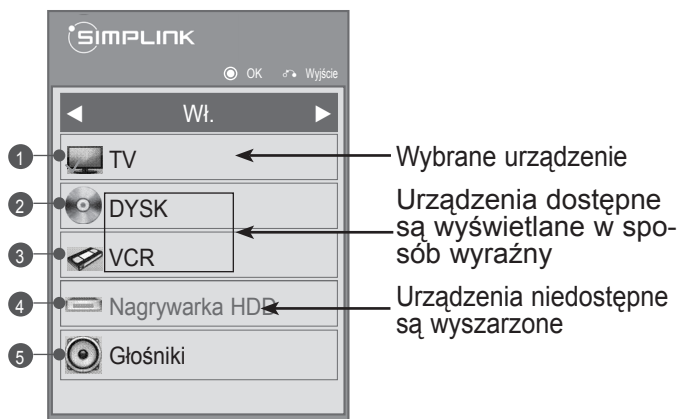 SIMPLINK
OK Wyjście
Wł.
1 TV
Wybrane urządzenie
2 DYSK
3 VCR
Urządzenia dostępne
są wyświetlane w spo-
sób wyraźny
4 Nagrywarka HDD
Urządzenia niedostępne
są wyszarzone
5 Głośniki